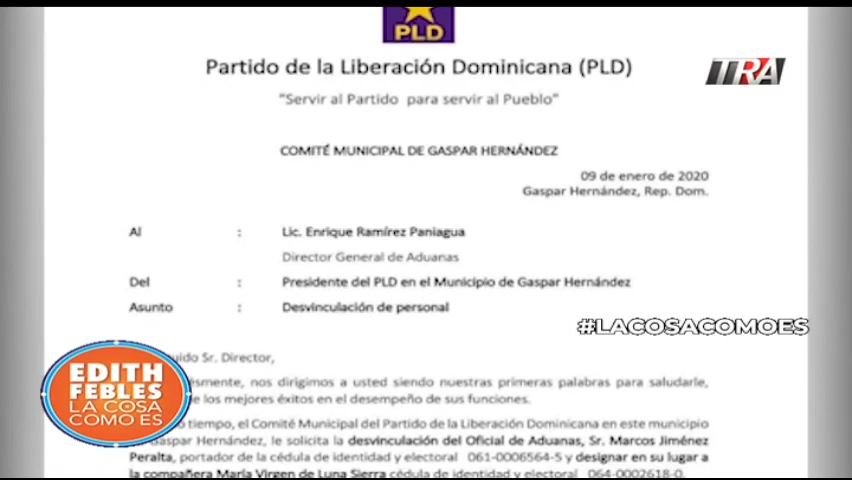 PLD
Partido de la Liberación Dominicana (PLD)
"Servir al Partido para servir al Pueblo"
TRA
COMITÉ MUNICIPAL DE GASPAR HERNÁNDEZ
09 de enero de 2020
Gaspar Hernández, Rep. Dom.
Al : Lic. Enrique Ramírez Paniagua
Director General de Aduanas
Del : Presidente del PLD en el Municipio de Gaspar Hernández
Asunto : Desvinculación de personal
#LACOSACOMOES
Sr. Director,
nos dirigimos a usted siendo nuestras primeras palabras para saludarle,
los mejores éxitos en el desempeño de sus funciones.
EDITH
FEBLES
LA COSA
CÓMO ES
tiempo, el Comité Municipal del Partido de la Liberación Dominicana en este municipio
Gaspar Hernández, le solicita la desvinculación del Oficial de Aduanas, Sr. Marcos Jiménez
Peralta, portador de la cédula de identidad y electoral 061-0006564-5 y designar en su lugar a
la compañera María Virgen de Luna Sierra cédula de identidad y electoral 064-0002618-0.